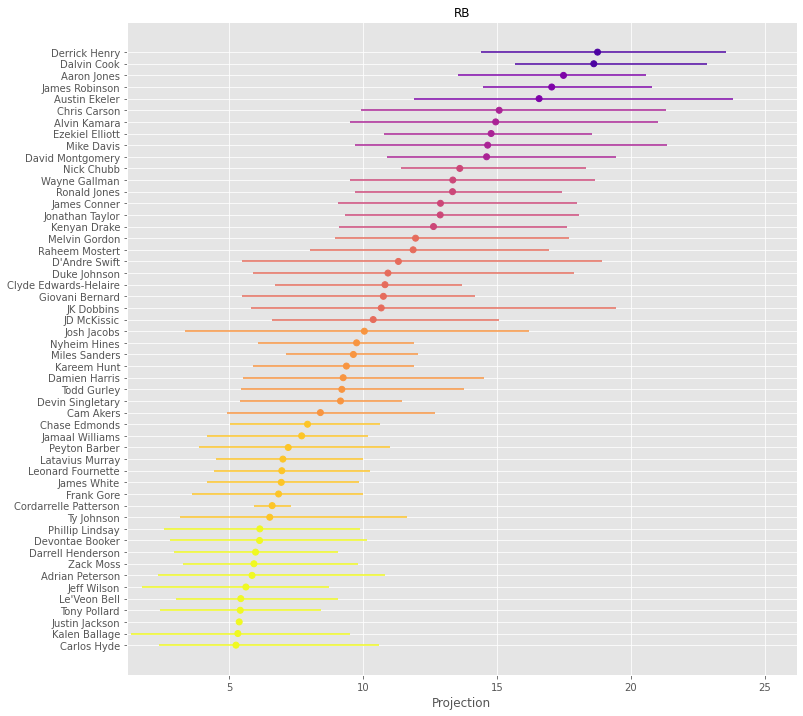 RB
Derrick Henry
Dalvin Cook
Aaron Jones
James Robinson
Austin Ekeler
Chris Carson
Alvin Kamara
Ezekiel Elliott
Mike Davis
David Montgomery
Nick Chubb
Wayne Gallman
Ronald Jones
James Conner
Jonathan Taylor
Kenyan Drake
Melvin Gordon
Raheem Mostert
D'Andre Swift
Duke Johnson
Clyde Edwards-Helaire
Giovani Bernard
JK Dobbins
JD McKissic
Josh Jacobs
Nyheim Hines
Miles Sanders
Kareem Hunt
Damien Harris
Todd Gurley
Devin Singletary
Cam Akers
Chase Edmonds
Jamaal Williams
Peyton Barber
Latavius Murray
Leonard Fournette
James White
Frank Gore
Cordarrelle Patterson
Ty Johnson
Phillip Lindsay
Devontae Booker
Darrell Henderson
Zack Moss
Adrian Peterson
Jeff Wilson
Le'Veon Bell
Tony Pollard
Justin Jackson
Kalen Ballage
Carlos Hyde
5 10 15 20 25
Projection